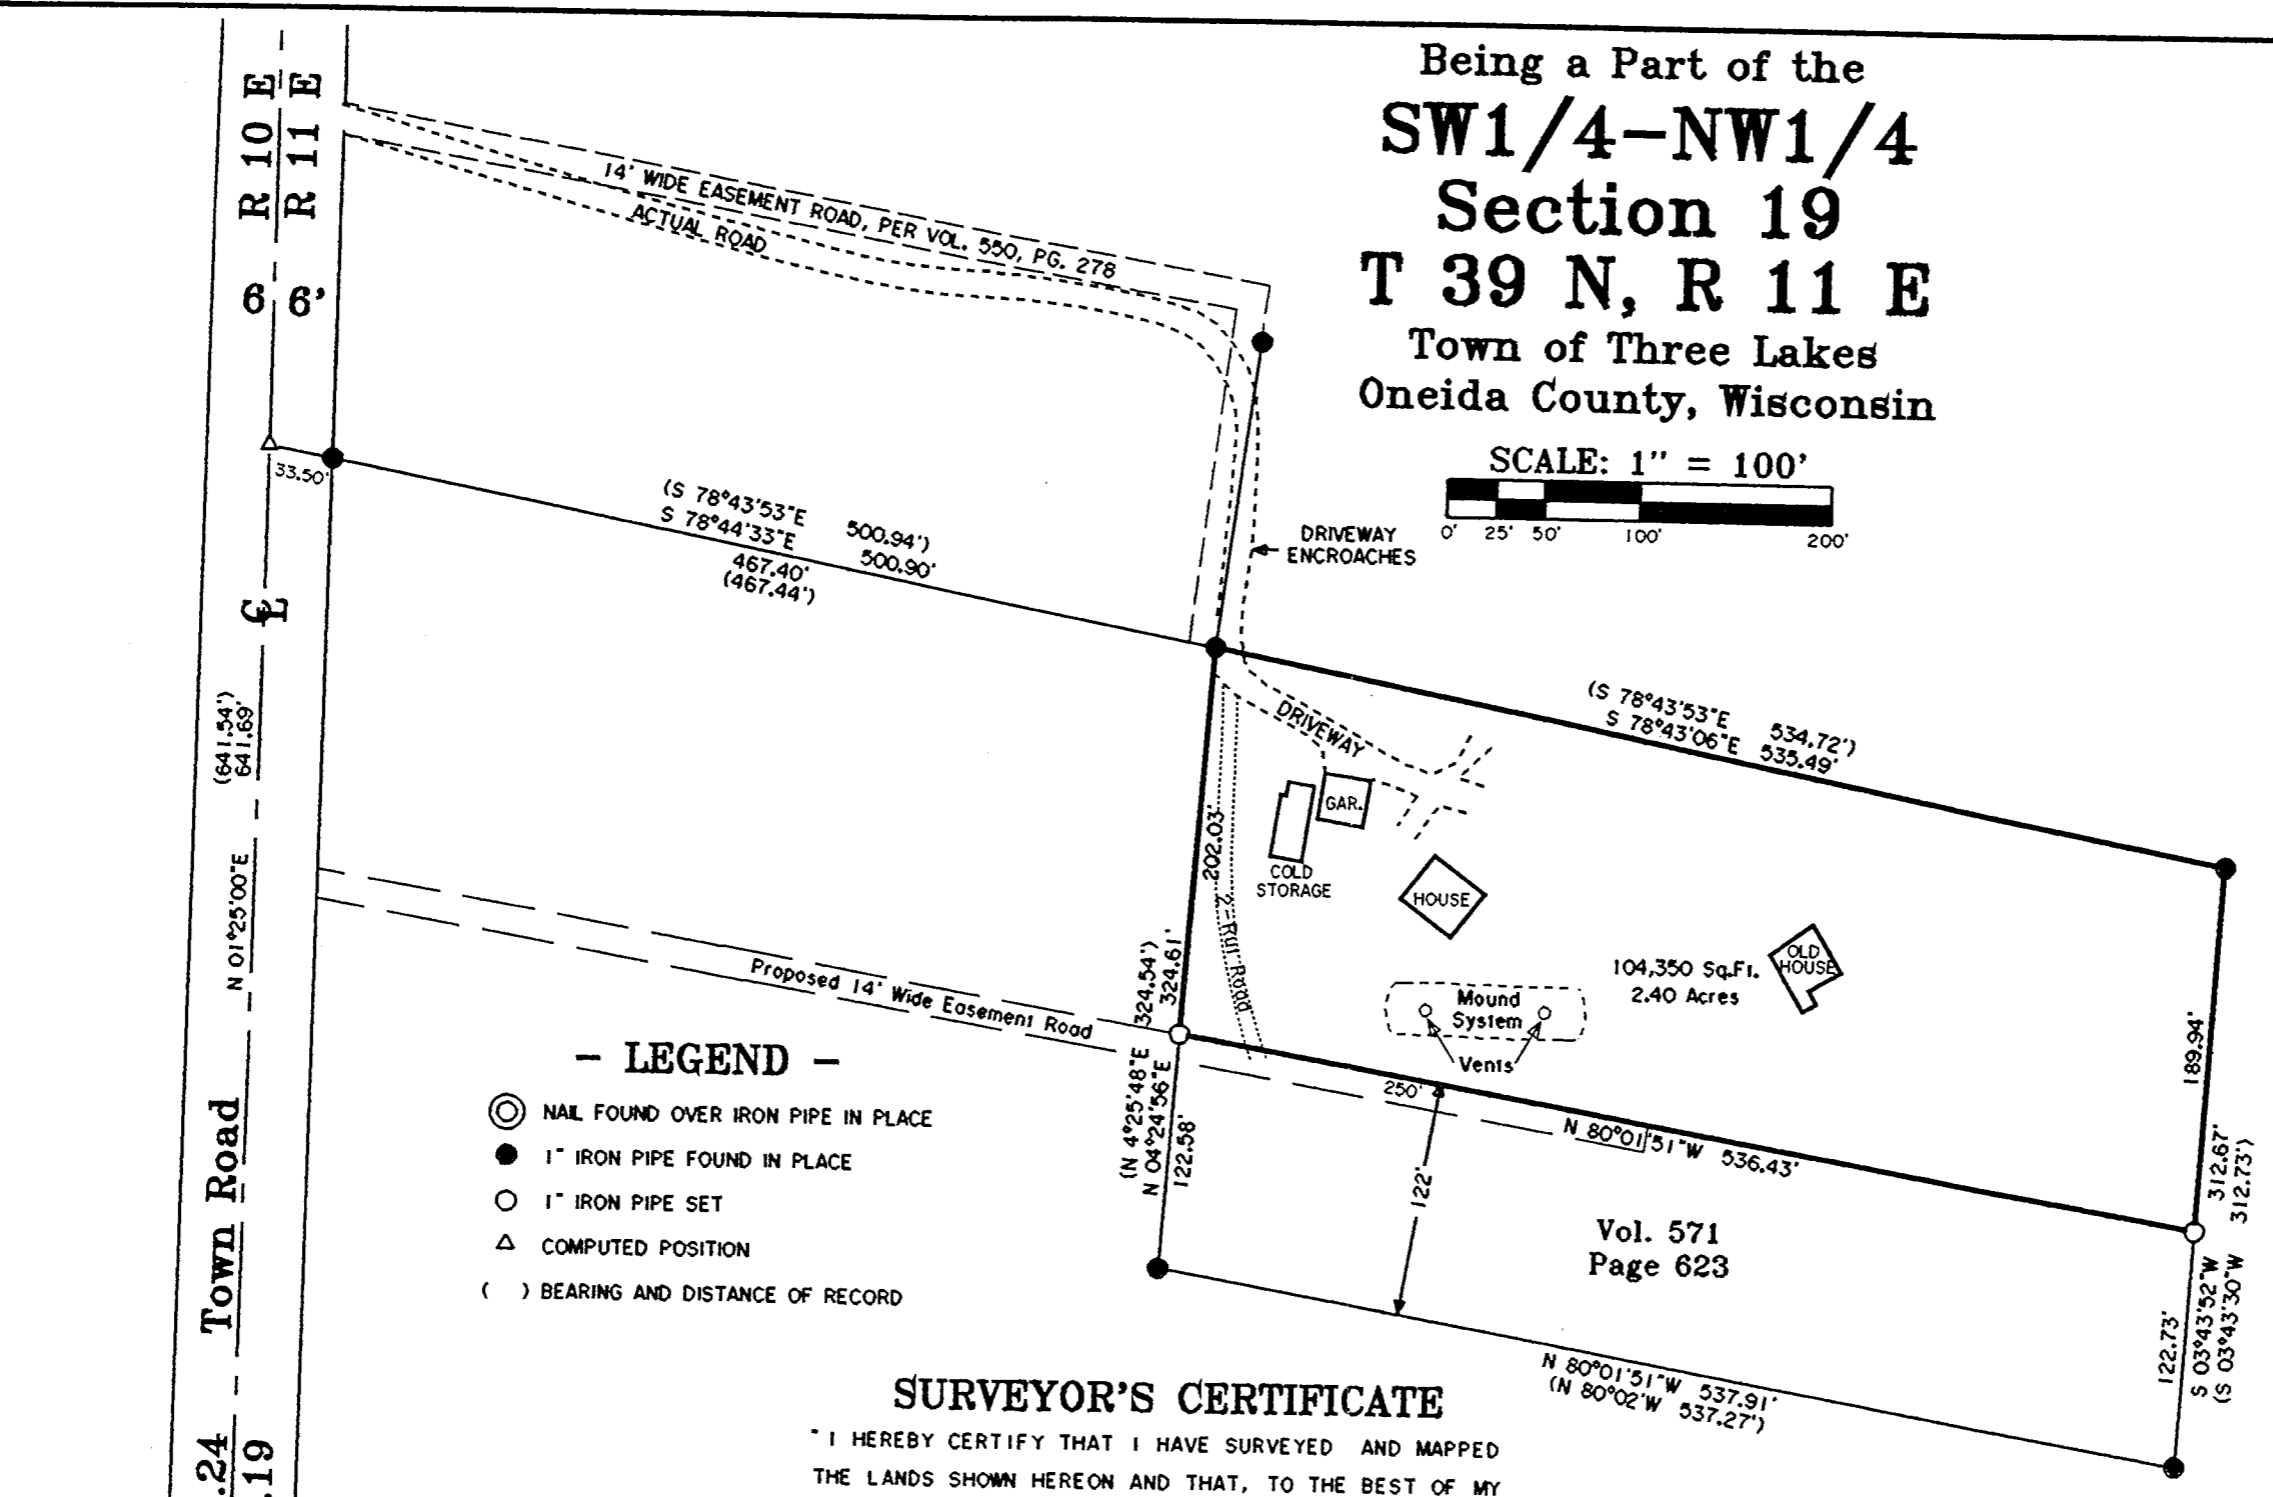 Being a Part of the
SW1/4-NW1/4
Section 19
T 39 N, R 11 E
Town of Three Lakes
Oneida County, Wisconsin
SCALE: 1" = 100'
0' 25' 50' 100' 200'
R 10 E
R 11 E
6 6'
14' WIDE EASEMENT ROAD, PER VOL. 550, PG. 278
ACTUAL ROAD
33.50'
(S 78°43'53"E 500.94')
S 78°44'33"E 500.90'
467.40'
(467.44')
DRIVEWAY
ENCROACHES
(S 78°43'53"E 534.72')
S 78°43'06"E 535.49'
DRIVEWAY
GAR.
COLD
STORAGE
HOUSE
OLD
HOUSE
104,350 Sq.Ft.
2.40 Acres
Mound
System
Vents
2-Rut Road
202.03'
(N 4°25'48"E 324.54')
N 04°24'56"E 324.61'
122.58'
℄
(641.54')
641.69'
N 01°25'00"E
Town Road
.24
.19
Proposed 14' Wide Easement Road
250'
N 80°01'51"W 536.43'
122'
Vol. 571
Page 623
189.94'
312.67'
312.73')
S 03°43'52"W
(S 03°43'30"W
122.73'
N 80°01'51"W 537.91'
(N 80°02'W 537.27')
- LEGEND -
NAIL FOUND OVER IRON PIPE IN PLACE
1" IRON PIPE FOUND IN PLACE
1" IRON PIPE SET
COMPUTED POSITION
( ) BEARING AND DISTANCE OF RECORD
SURVEYOR'S CERTIFICATE
"I HEREBY CERTIFY THAT I HAVE SURVEYED AND MAPPED
THE LANDS SHOWN HEREON AND THAT, TO THE BEST OF MY